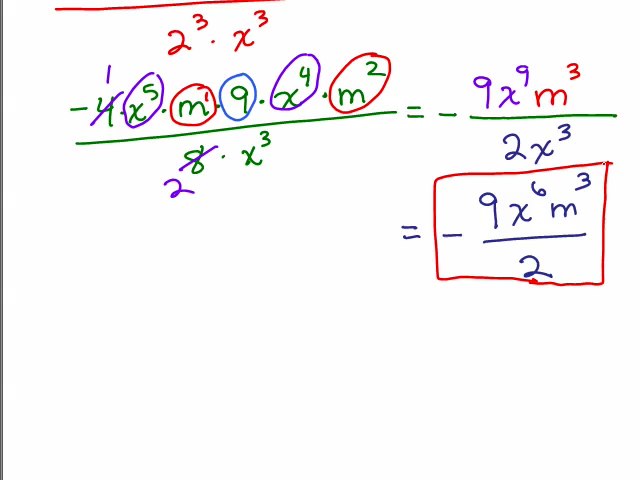 2³ · x³
-4 · x⁵ · m¹ · 9 · x⁴ · m² = - 9x⁹m³
1
8 · x³
2x³
2
= - 9x⁶m³
2